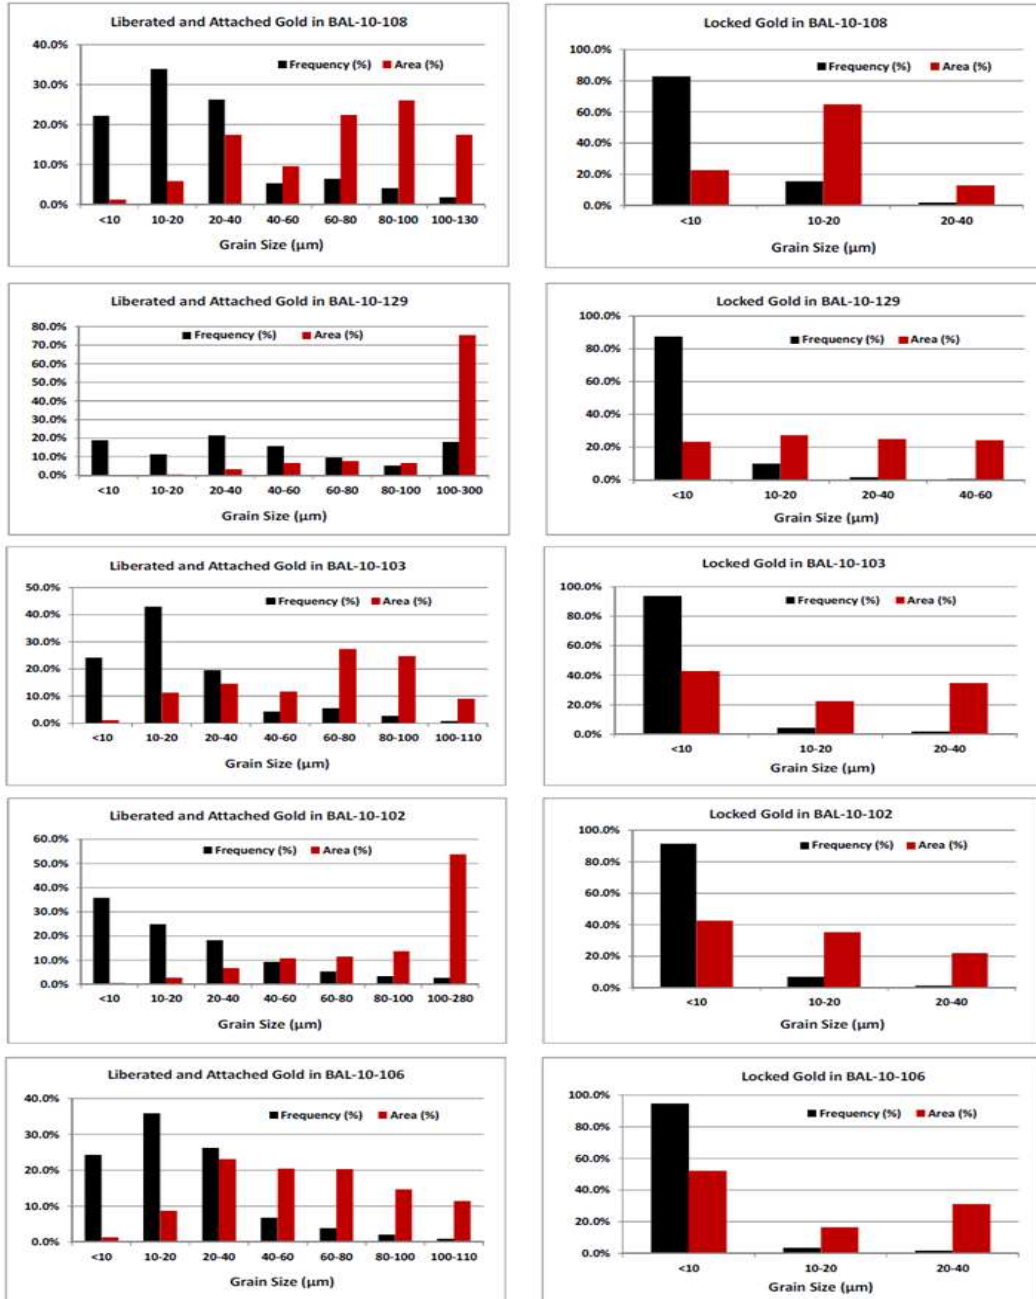 Liberated and Attached Gold in BAL-10-108
Frequency (%) Area (%)
40.0%
30.0%
20.0%
10.0%
0.0%
<10 10-20 20-40 40-60 60-80 80-100 100-130
Grain Size (µm)
Locked Gold in BAL-10-108
Frequency (%) Area (%)
100.0%
80.0%
60.0%
40.0%
20.0%
0.0%
<10 10-20 20-40
Grain Size (µm)
Liberated and Attached Gold in BAL-10-129
Frequency (%) Area (%)
80.0%
70.0%
60.0%
50.0%
40.0%
30.0%
20.0%
10.0%
0.0%
<10 10-20 20-40 40-60 60-80 80-100 100-300
Grain Size (µm)
Locked Gold in BAL-10-129
Frequency (%) Area (%)
100.0%
80.0%
60.0%
40.0%
20.0%
0.0%
<10 10-20 20-40 40-60
Grain Size (µm)
Liberated and Attached Gold in BAL-10-103
Frequency (%) Area (%)
50.0%
40.0%
30.0%
20.0%
10.0%
0.0%
<10 10-20 20-40 40-60 60-80 80-100 100-110
Grain Size (µm)
Locked Gold in BAL-10-103
Frequency (%) Area (%)
100.0%
80.0%
60.0%
40.0%
20.0%
0.0%
<10 10-20 20-40
Grain Size (µm)
Liberated and Attached Gold in BAL-10-102
Frequency (%) Area (%)
60.0%
50.0%
40.0%
30.0%
20.0%
10.0%
0.0%
<10 10-20 20-40 40-60 60-80 80-100 100-280
Grain Size (µm)
Locked Gold in BAL-10-102
Frequency (%) Area (%)
100.0%
80.0%
60.0%
40.0%
20.0%
0.0%
<10 10-20 20-40
Grain Size (µm)
Liberated and Attached Gold in BAL-10-106
Frequency (%) Area (%)
40.0%
30.0%
20.0%
10.0%
0.0%
<10 10-20 20-40 40-60 60-80 80-100 100-110
Grain Size (µm)
Locked Gold in BAL-10-106
Frequency (%) Area (%)
100.0%
80.0%
60.0%
40.0%
20.0%
0.0%
<10 10-20 20-40
Grain Size (µm)